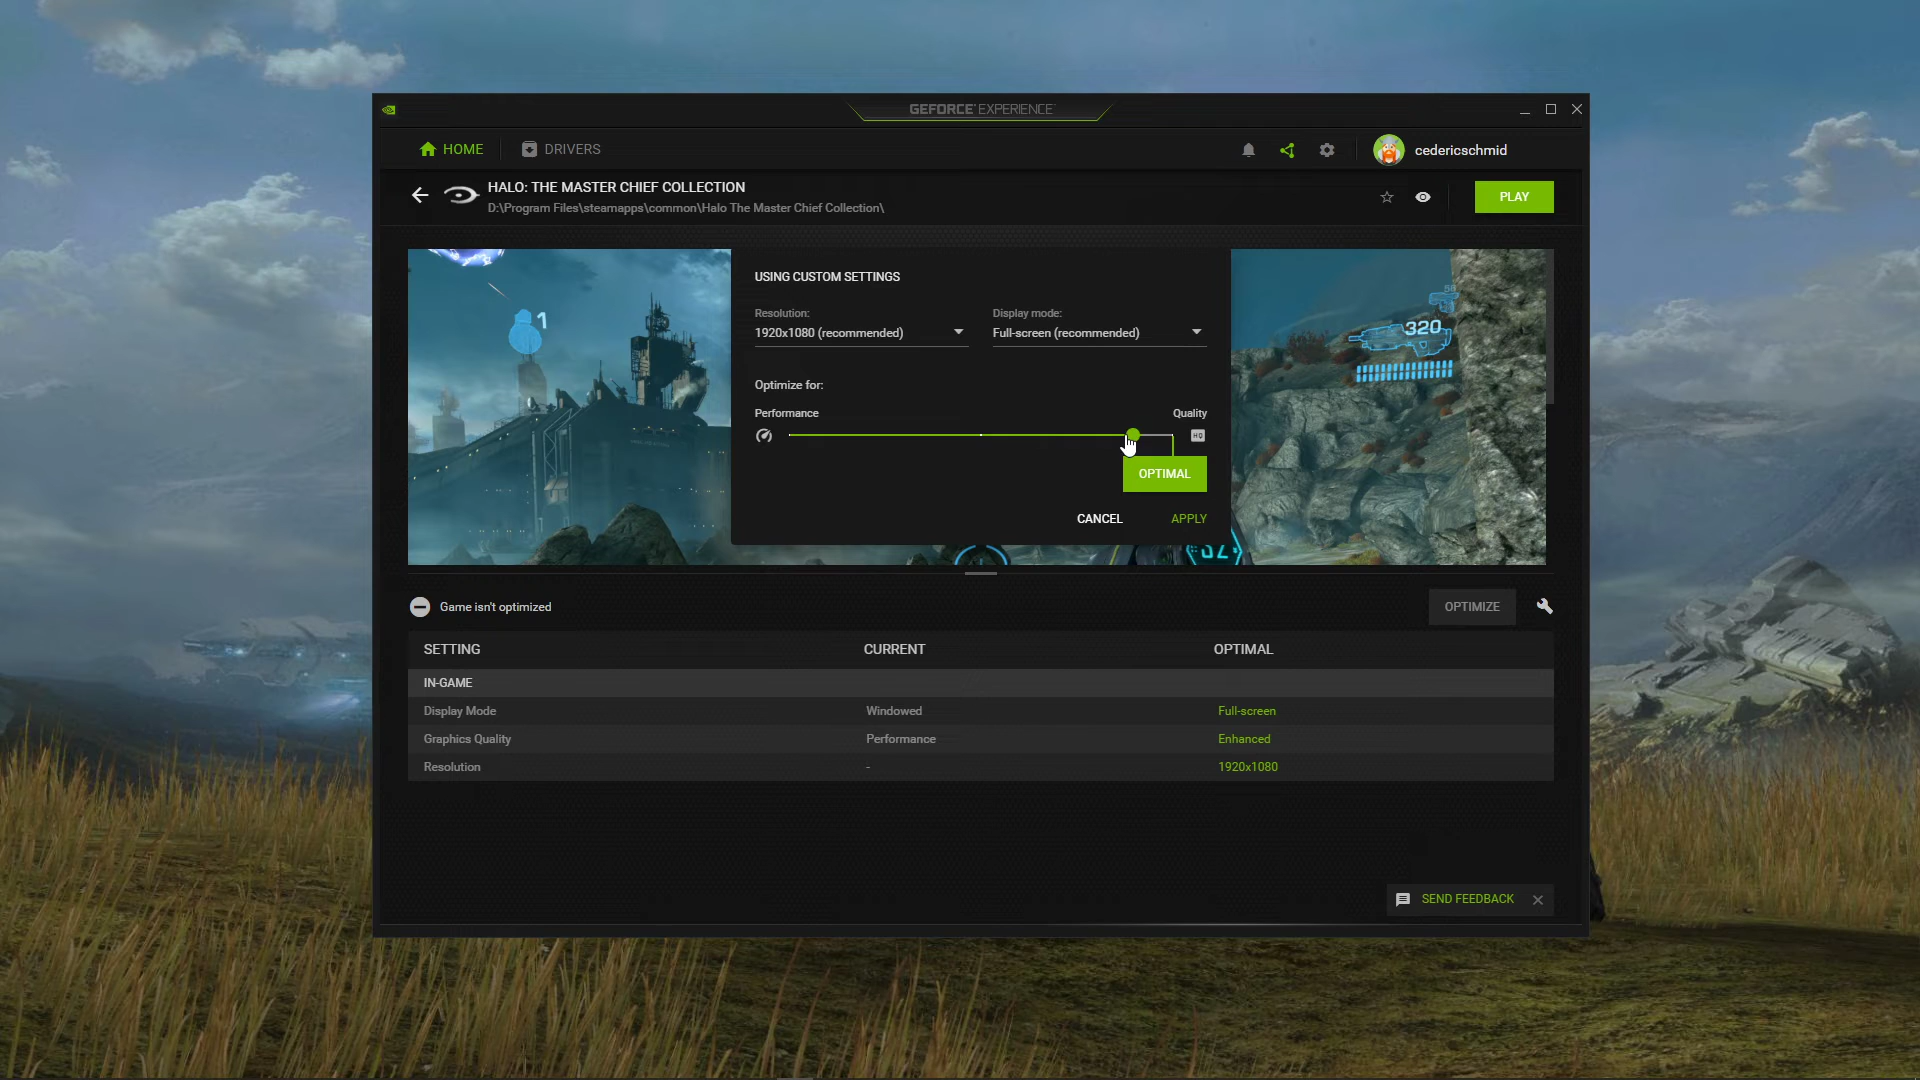 GEFORCE EXPERIENCE
HOME
DRIVERS
cedericschmid
HALO: THE MASTER CHIEF COLLECTION
D:\Program Files\steamapps\common\Halo The Master Chief Collection\
PLAY
1
USING CUSTOM SETTINGS
Resolution:
Display mode:
1920x1080 (recommended)
Full-screen (recommended)
56
320
Optimize for:
Performance
Quality
HQ
OPTIMAL
CANCEL
APPLY
Game isn't optimized
OPTIMIZE
SETTING
CURRENT
OPTIMAL
IN-GAME
Display Mode
Windowed
Full-screen
Graphics Quality
Performance
Enhanced
Resolution
-
1920x1080
SEND FEEDBACK